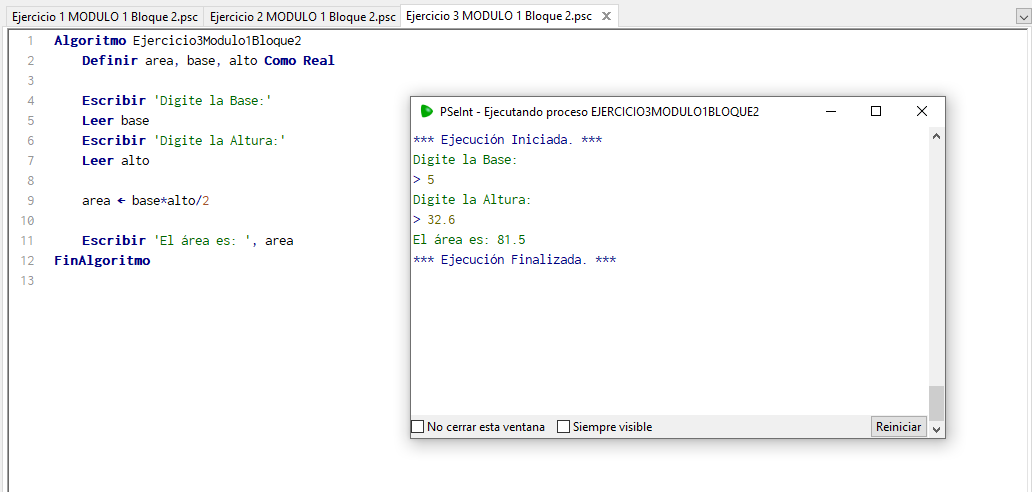 Ejercicio 1 MODULO 1 Bloque 2.psc Ejercicio 2 MODULO 1 Bloque 2.psc Ejercicio 3 MODULO 1 Bloque 2.psc
1 Algoritmo Ejercicio3Modulo1Bloque2
2 Definir area, base, alto Como Real
3
4 Escribir 'Digite la Base:'
5 Leer base
6 Escribir 'Digite la Altura:'
7 Leer alto
8
9 area ← base*alto/2
10
11 Escribir 'El área es: ', area
12 FinAlgoritmo
13
PSeInt - Ejecutando proceso EJERCICIO3MODULO1BLOQUE2
*** Ejecución Iniciada. ***
Digite la Base:
> 5
Digite la Altura:
> 32.6
El área es: 81.5
*** Ejecución Finalizada. ***
No cerrar esta ventana Siempre visible Reiniciar